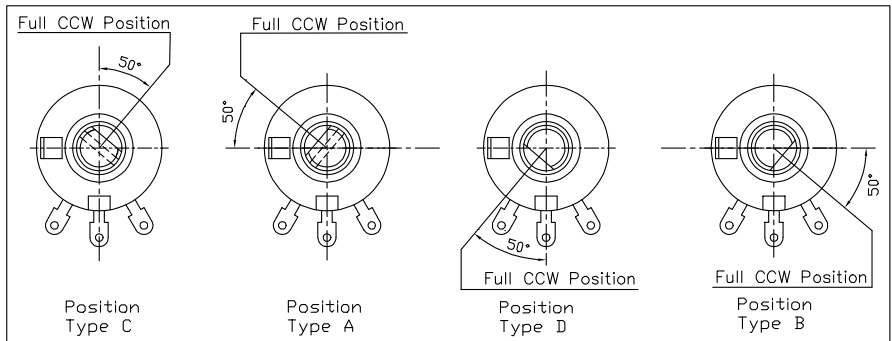 Full CCW Position
50°
Position
Type C
Full CCW Position
50°
Position
Type A
50°
Full CCW Position
Position
Type D
50°
Full CCW Position
Position
Type B